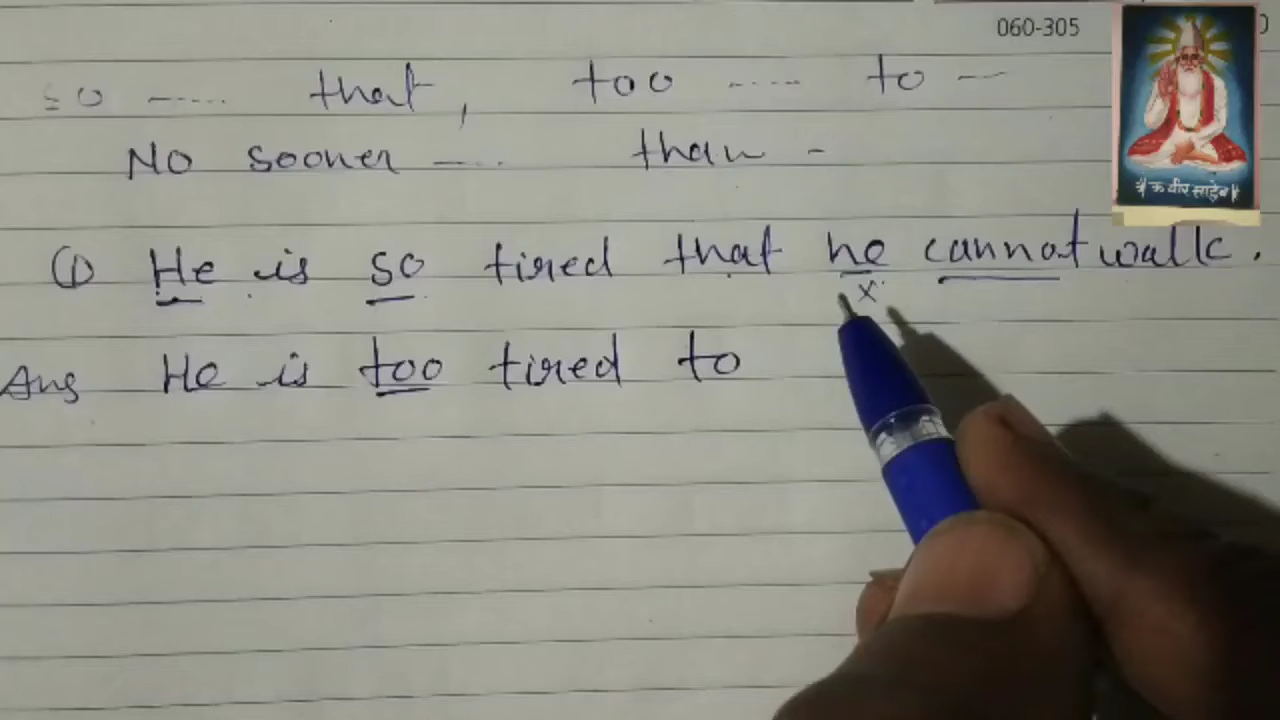 060-305
so ----- that, too ----- to —
No sooner —... than -
① He is so tired that he cannot walk.
x
Ans He is too tired to